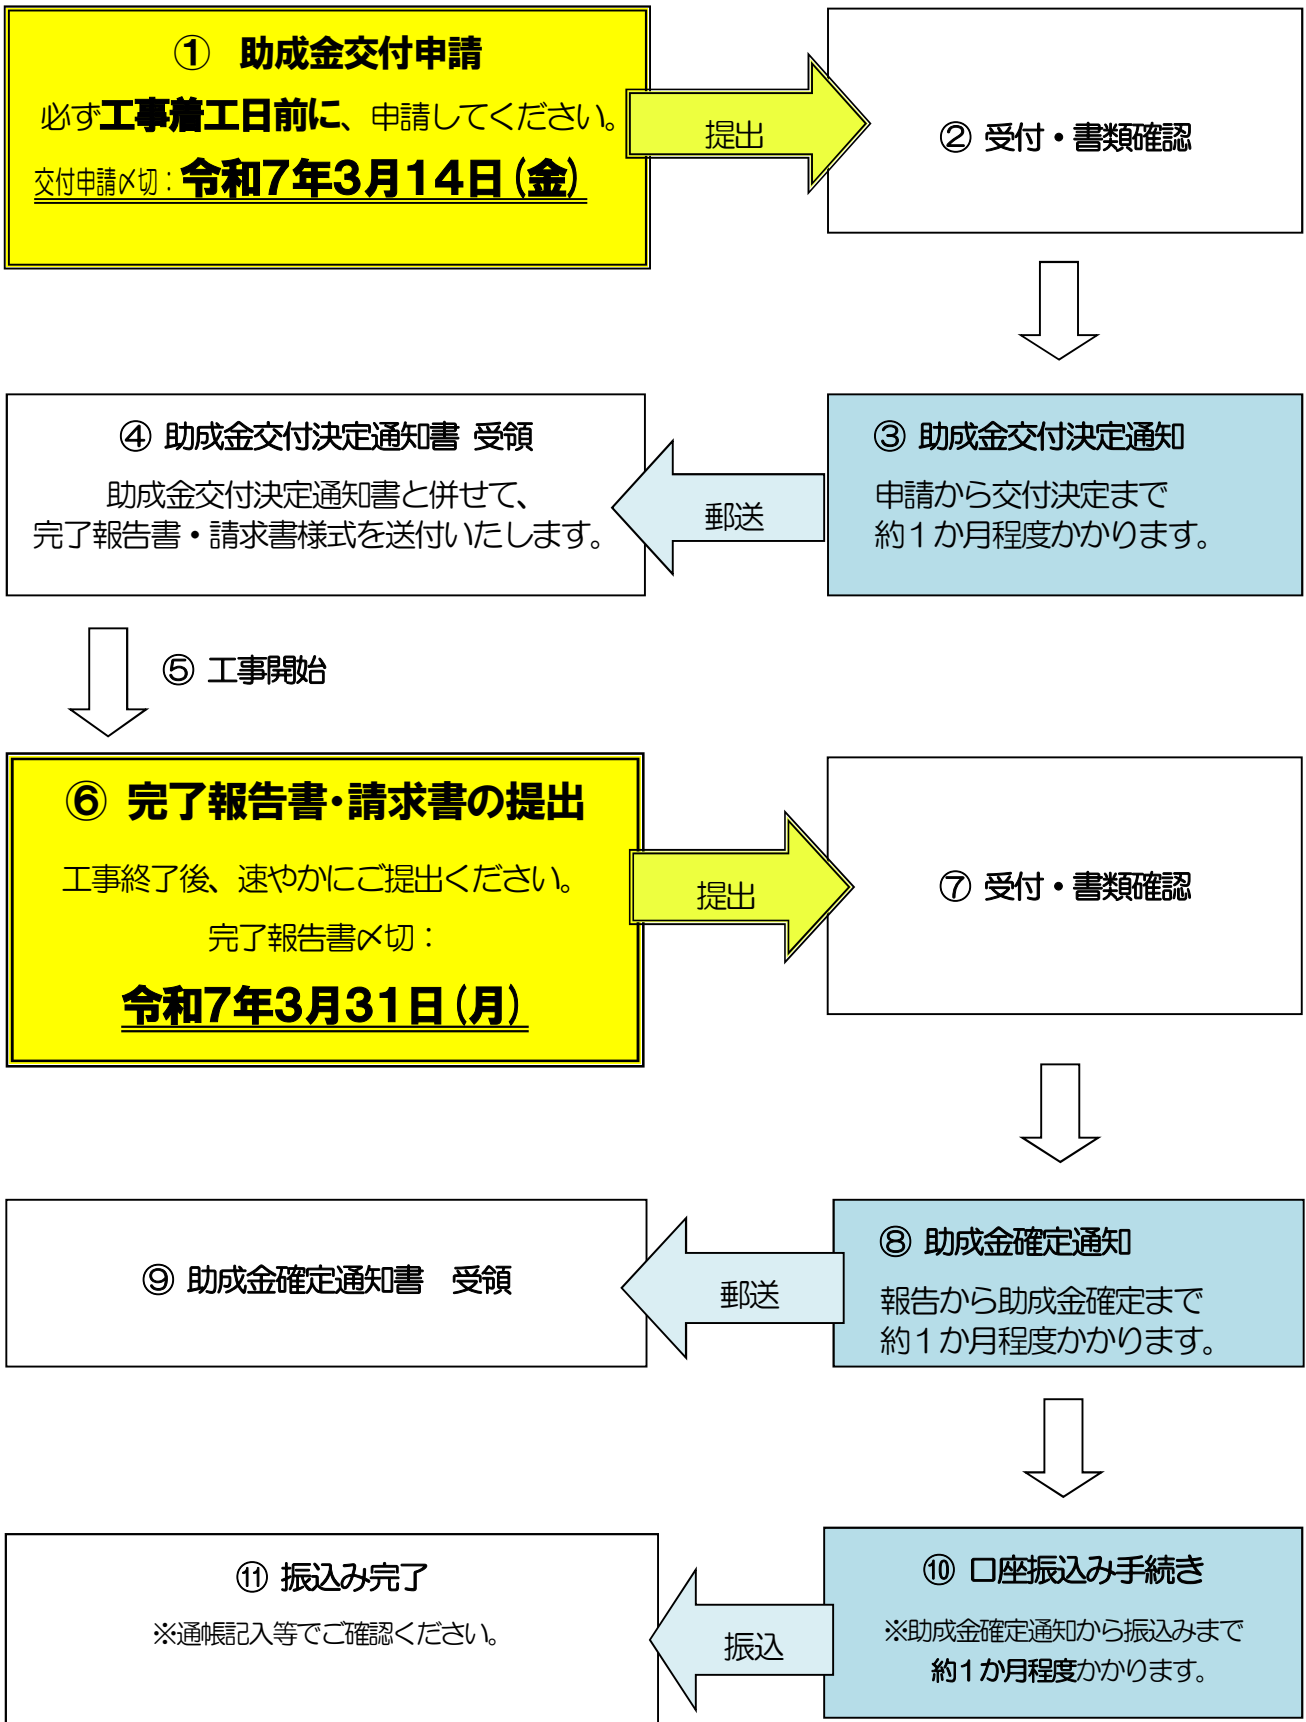 ① 助成金交付申請
必ず工事着工日前に、申請してください。
交付申請〆切：令和7年3月14日(金)
提出
② 受付・書類確認
③ 助成金交付決定通知
申請から交付決定まで
約１か月程度かかります。
郵送
④ 助成金交付決定通知書 受領
助成金交付決定通知書と併せて、
完了報告書・請求書様式を送付いたします。
⑤ 工事開始
⑥ 完了報告書・請求書の提出
工事終了後、速やかにご提出ください。
完了報告書〆切：
令和7年3月31日(月)
提出
⑦ 受付・書類確認
⑧ 助成金確定通知
報告から助成金確定まで
約１か月程度かかります。
郵送
⑨ 助成金確定通知書　受領
⑩ 口座振込み手続き
※助成金確定通知から振込みまで
約１か月程度かかります。
振込
⑪ 振込み完了
※通帳記入等でご確認ください。